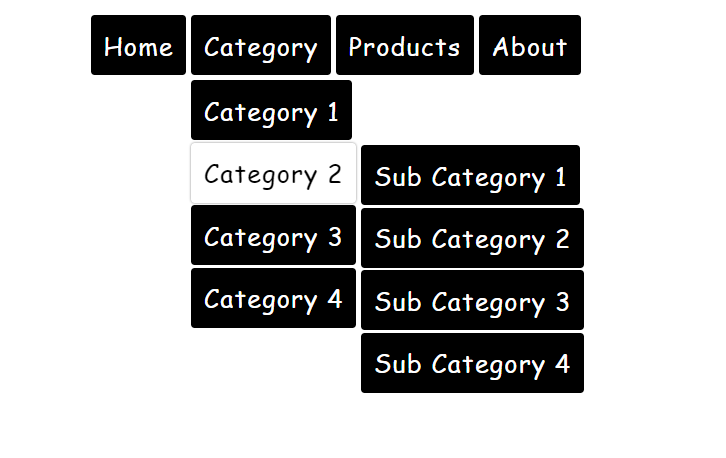 Home Category Products About
Category 1
Category 2
Sub Category 1
Category 3
Sub Category 2
Category 4
Sub Category 3
Sub Category 4